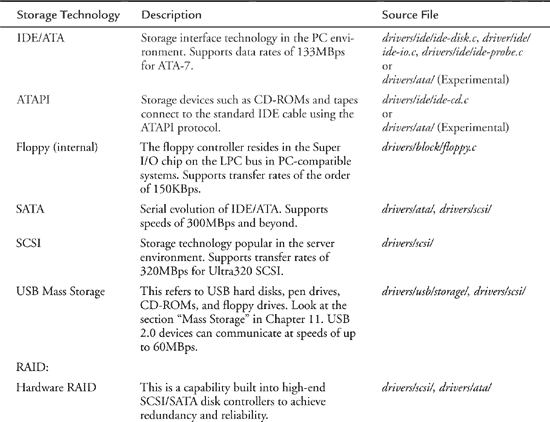 Storage Technology Description Source File
IDE/ATA Storage interface technology in the PC envi- drivers/ide/ide-disk.c, driver/ide/
ronment. Supports data rates of 133MBps ide-io.c, drivers/ide/ide-probe.c
for ATA-7. or
drivers/ata/ (Experimental)
ATAPI Storage devices such as CD-ROMs and tapes drivers/ide/ide-cd.c
connect to the standard IDE cable using the or
ATAPI protocol. drivers/ata/ (Experimental)
Floppy (internal) The floppy controller resides in the Super drivers/block/floppy.c
I/O chip on the LPC bus in PC-compatible
systems. Supports transfer rates of the order
of 150KBps.
SATA Serial evolution of IDE/ATA. Supports drivers/ata/, drivers/scsi/
speeds of 300MBps and beyond.
SCSI Storage technology popular in the server drivers/scsi/
environment. Supports transfer rates of
320MBps for Ultra320 SCSI.
USB Mass Storage This refers to USB hard disks, pen drives, drivers/usb/storage/, drivers/scsi/
CD-ROMs, and floppy drives. Look at the
section “Mass Storage” in Chapter 11. USB
2.0 devices can communicate at speeds of up
to 60MBps.
RAID:
Hardware RAID This is a capability built into high-end drivers/scsi/, drivers/ata/
SCSI/SATA disk controllers to achieve
redundancy and reliability.